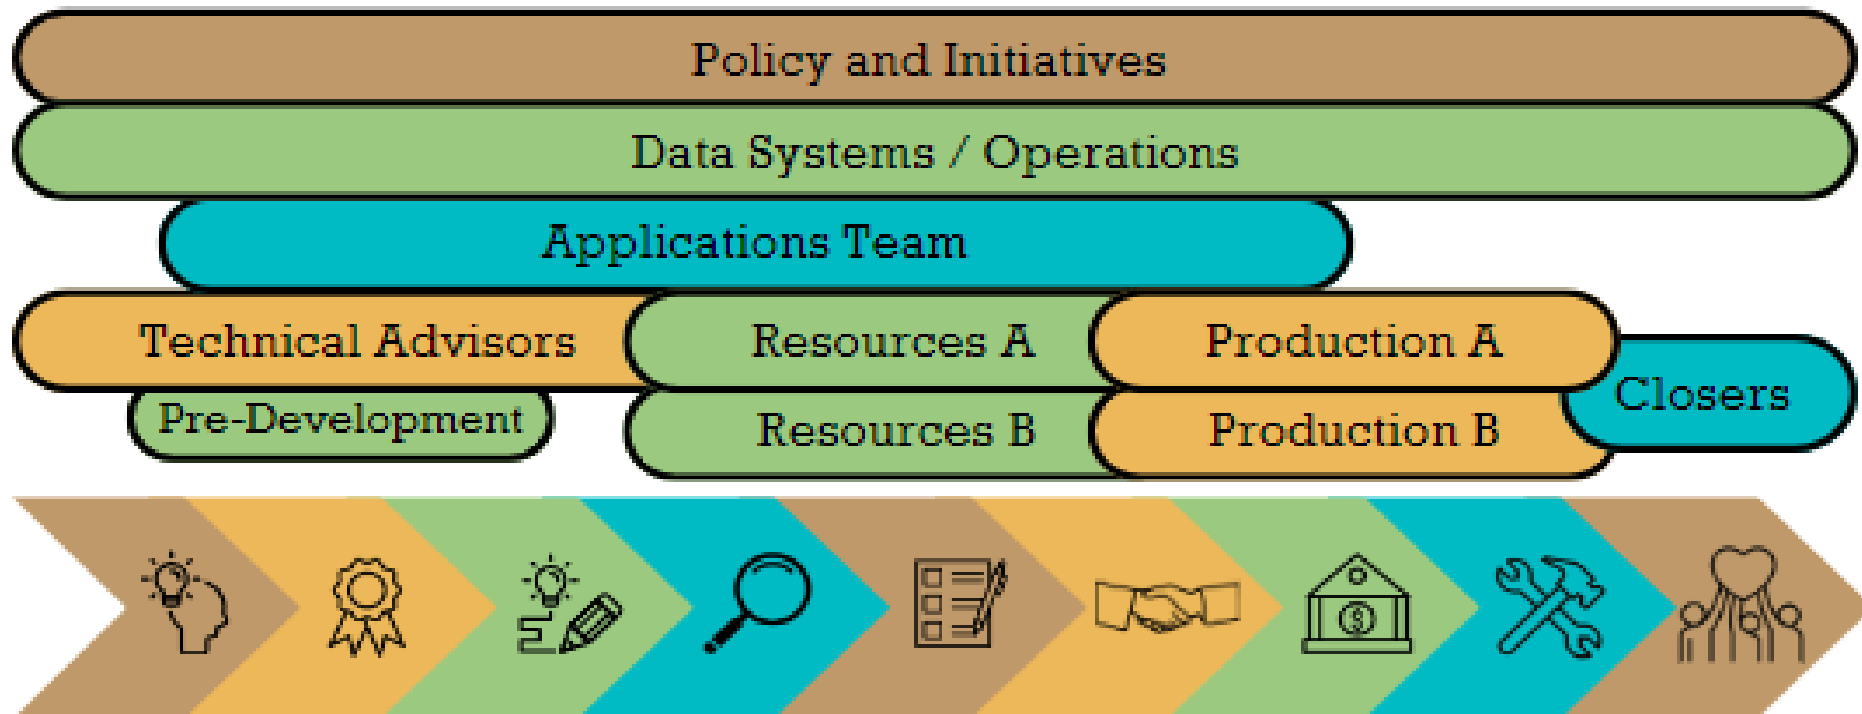 Policy and Initiatives
Data Systems / Operations
Applications Team
Technical Advisors
Resources A
Production A
Closers
Pre-Development
Resources B
Production B
$